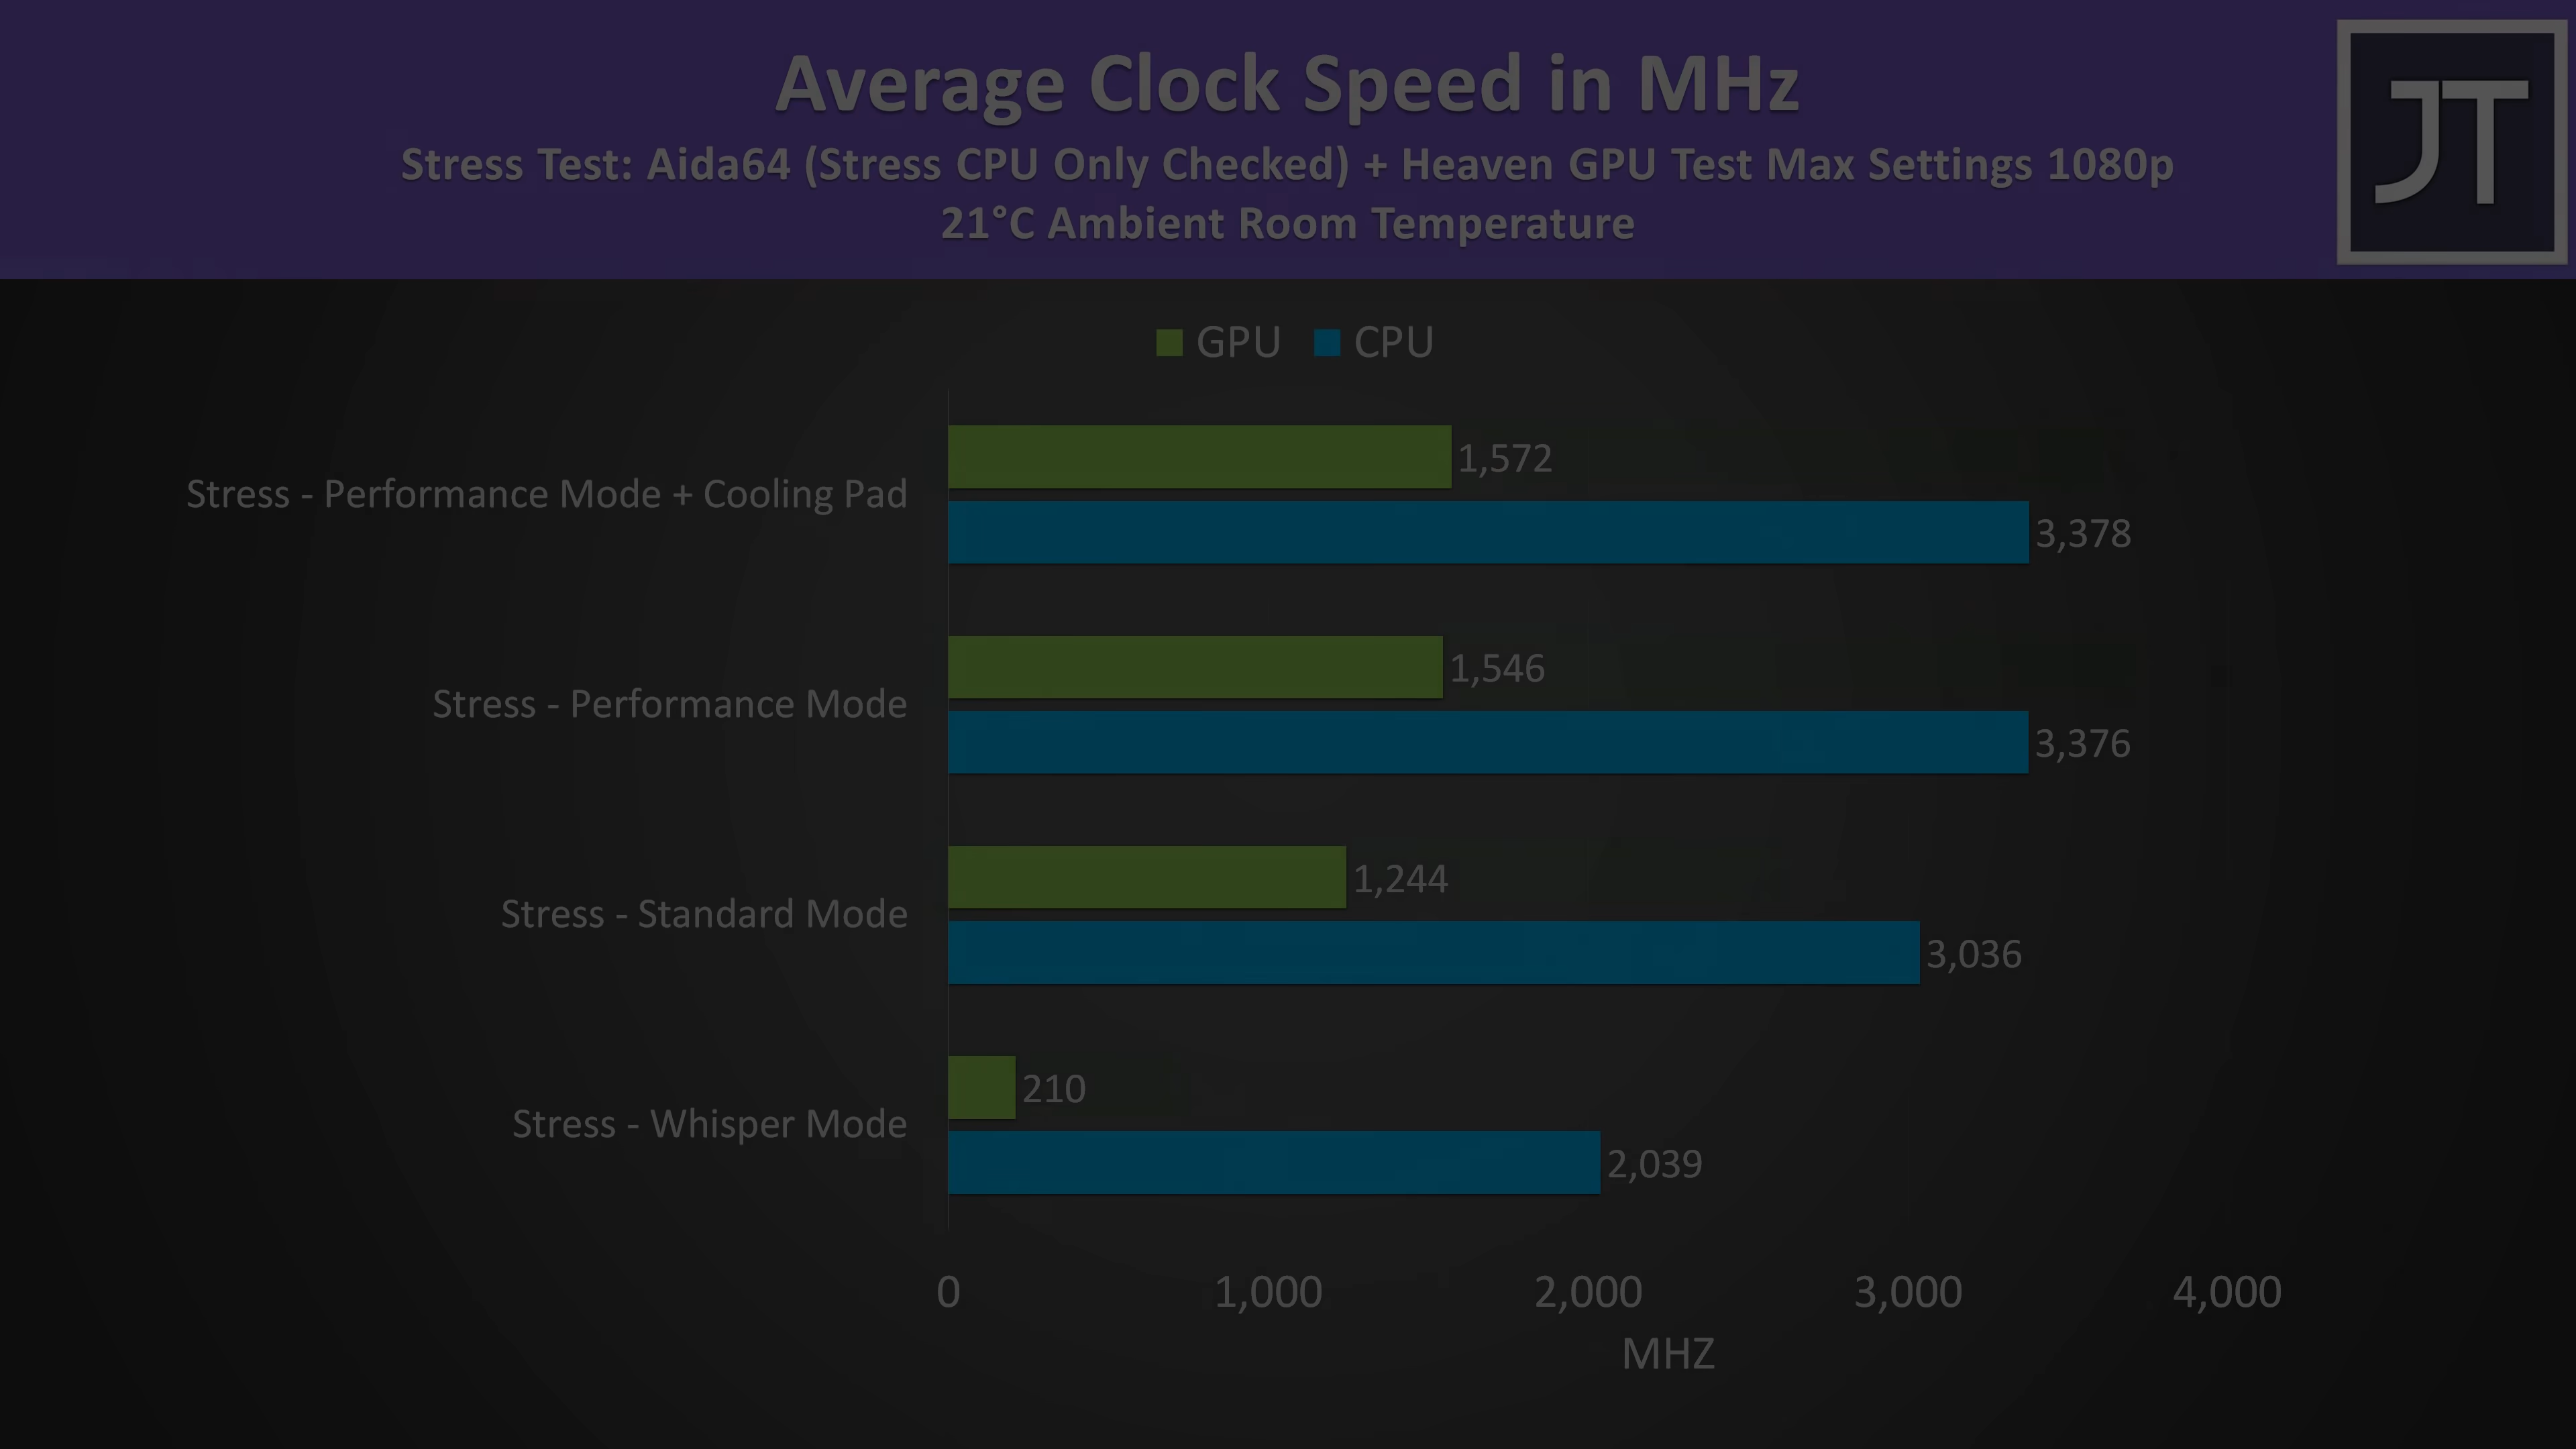 Average Clock Speed in MHz
Stress Test: Aida64 (Stress CPU Only Checked) + Heaven GPU Test Max Settings 1080p
21°C Ambient Room Temperature
JT
GPU CPU
Stress - Performance Mode + Cooling Pad
1,572
3,378
Stress - Performance Mode
1,546
3,376
Stress - Standard Mode
1,244
3,036
Stress - Whisper Mode
210
2,039
0 1,000 2,000 3,000 4,000
MHZ